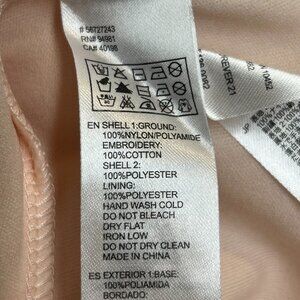 # 56727243
RN# 94981
CA# 40198
EN SHELL 1:GROUND:
100%NYLON/POLYAMIDE
EMBROIDERY:
100%COTTON
SHELL 2:
100%POLYESTER
LINING:
100%POLYESTER
HAND WASH COLD
DO NOT BLEACH
DRY FLAT
IRON LOW
DO NOT DRY CLEAN
MADE IN CHINA
ES EXTERIOR 1:BASE:
100%POLIAMIDA
BORDADO: